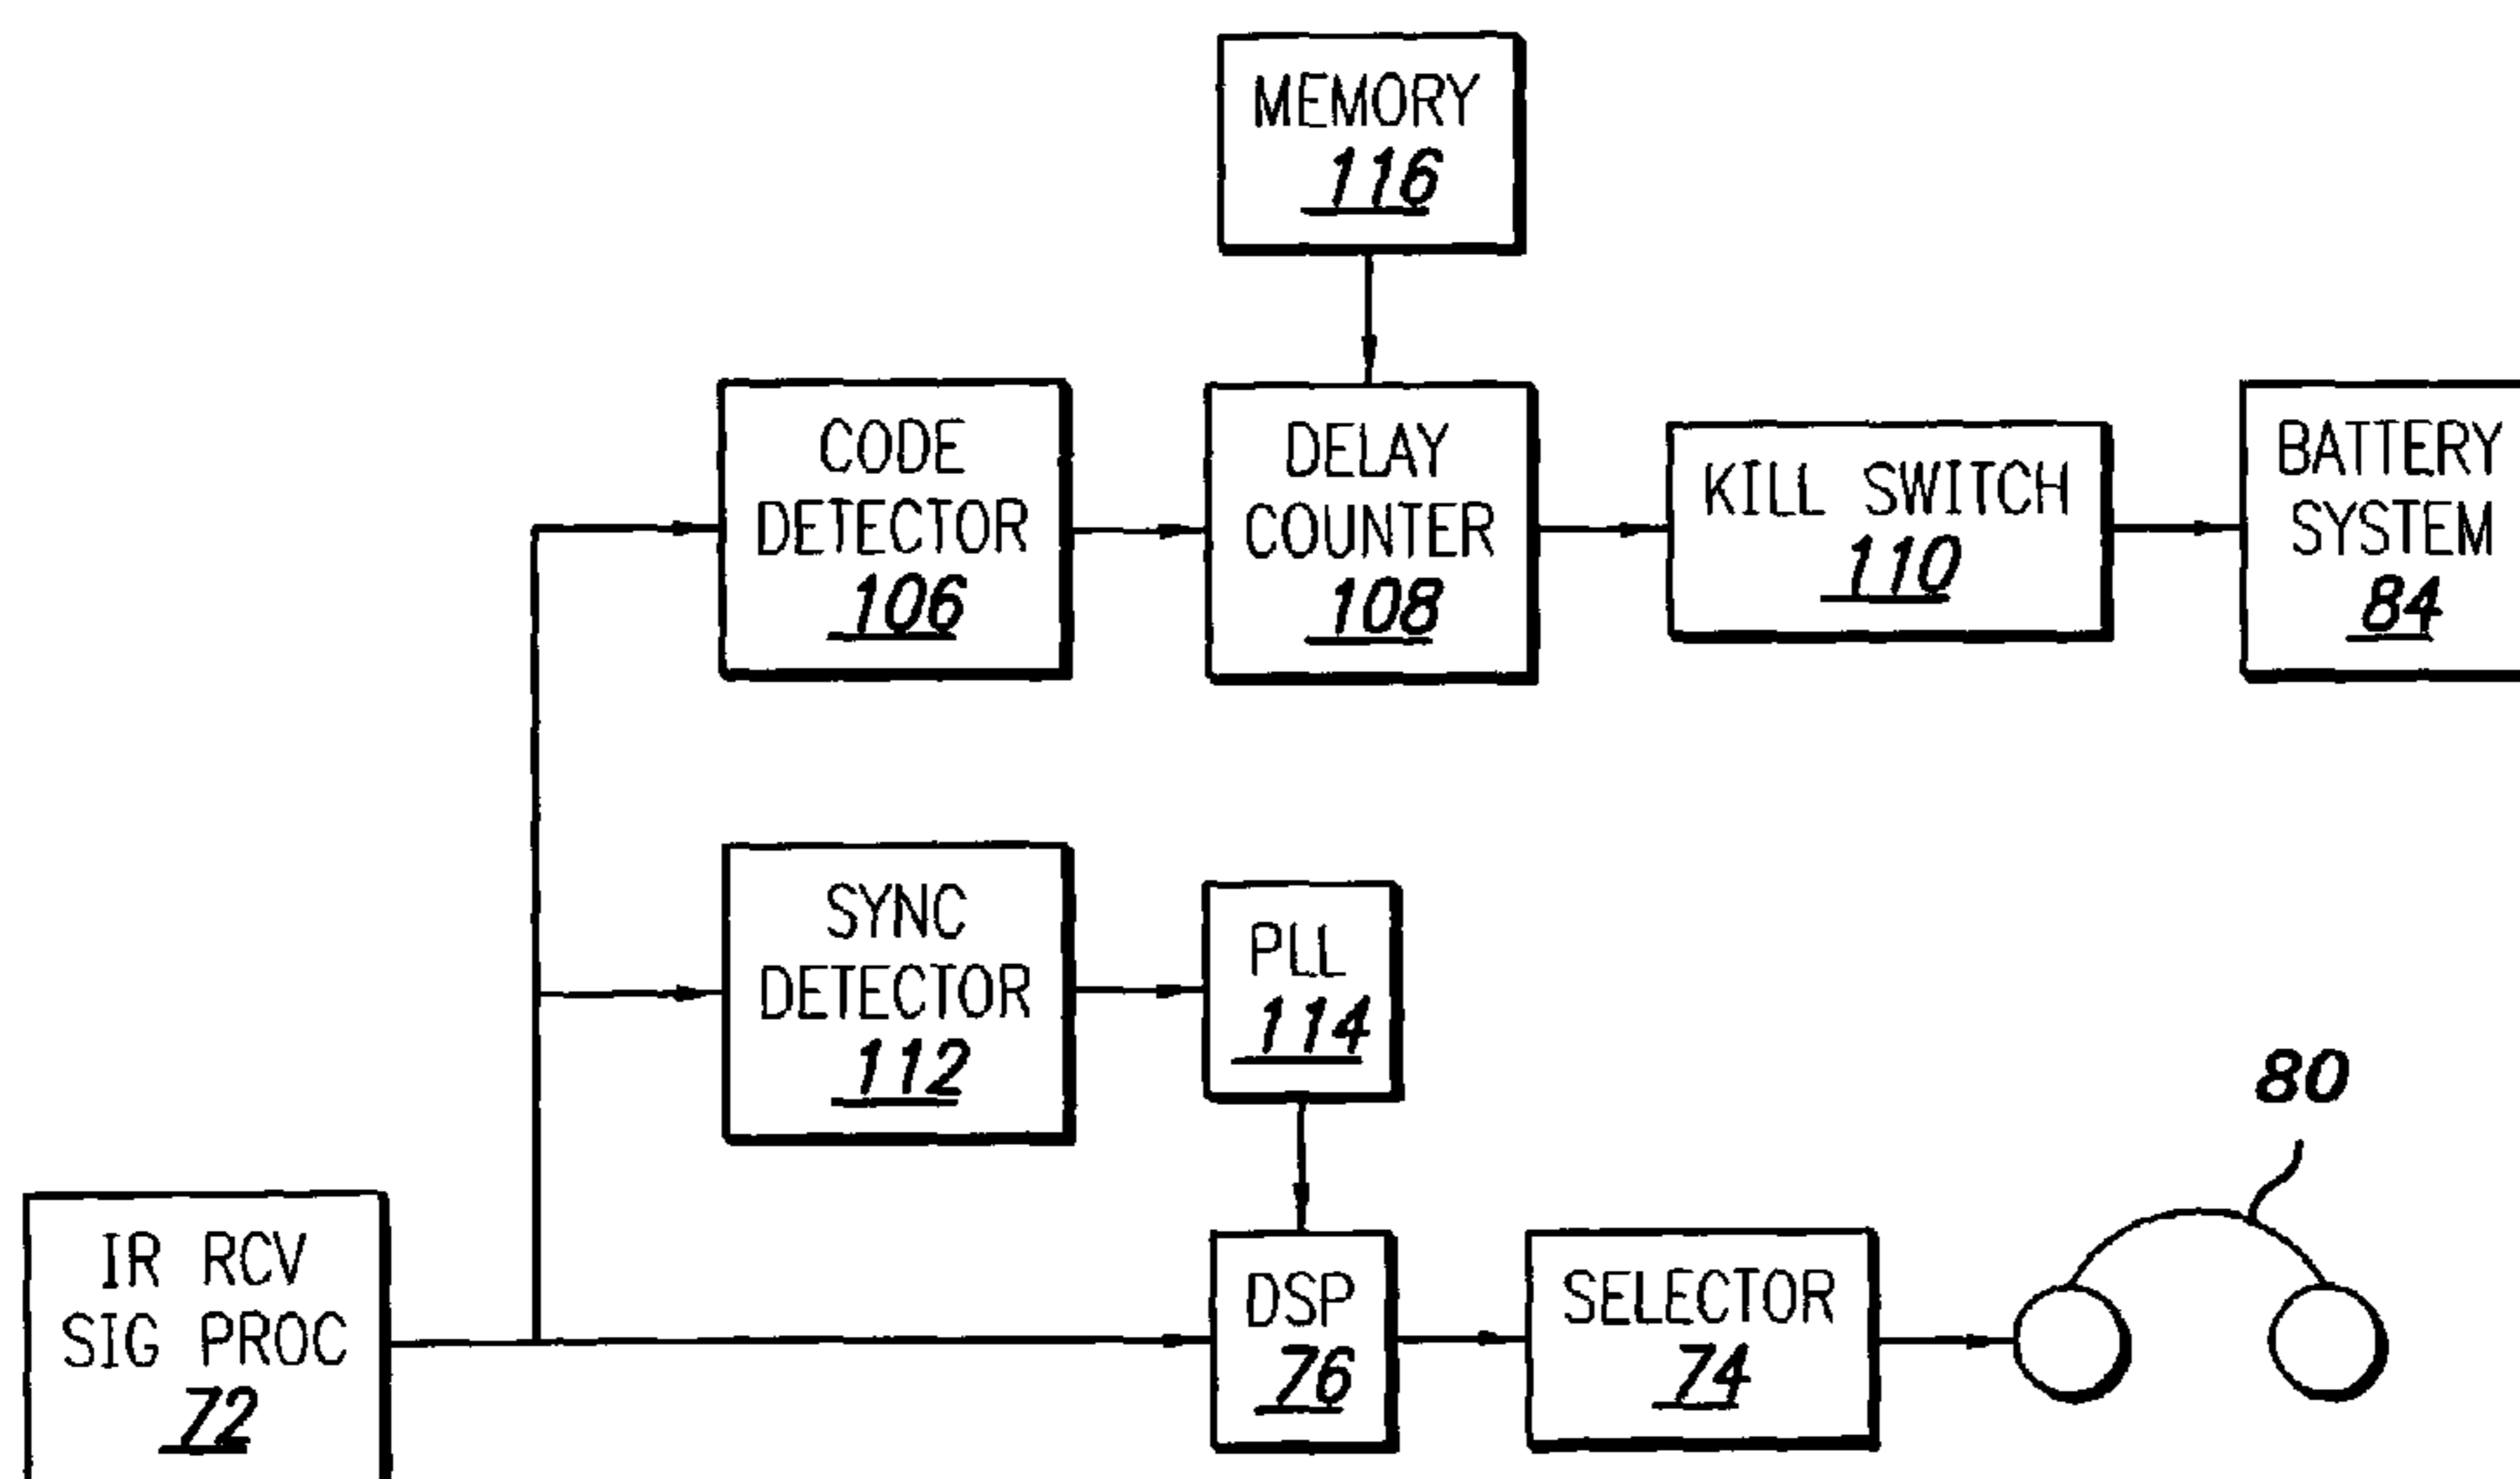 MEMORY
116
CODE
DETECTOR
106
DELAY
COUNTER
108
KILL SWITCH
110
BATTERY
SYSTEM
84
SYNC
DETECTOR
112
PLL
114
80
IR RCV
SIG PROC
72
DSP
76
SELECTOR
74